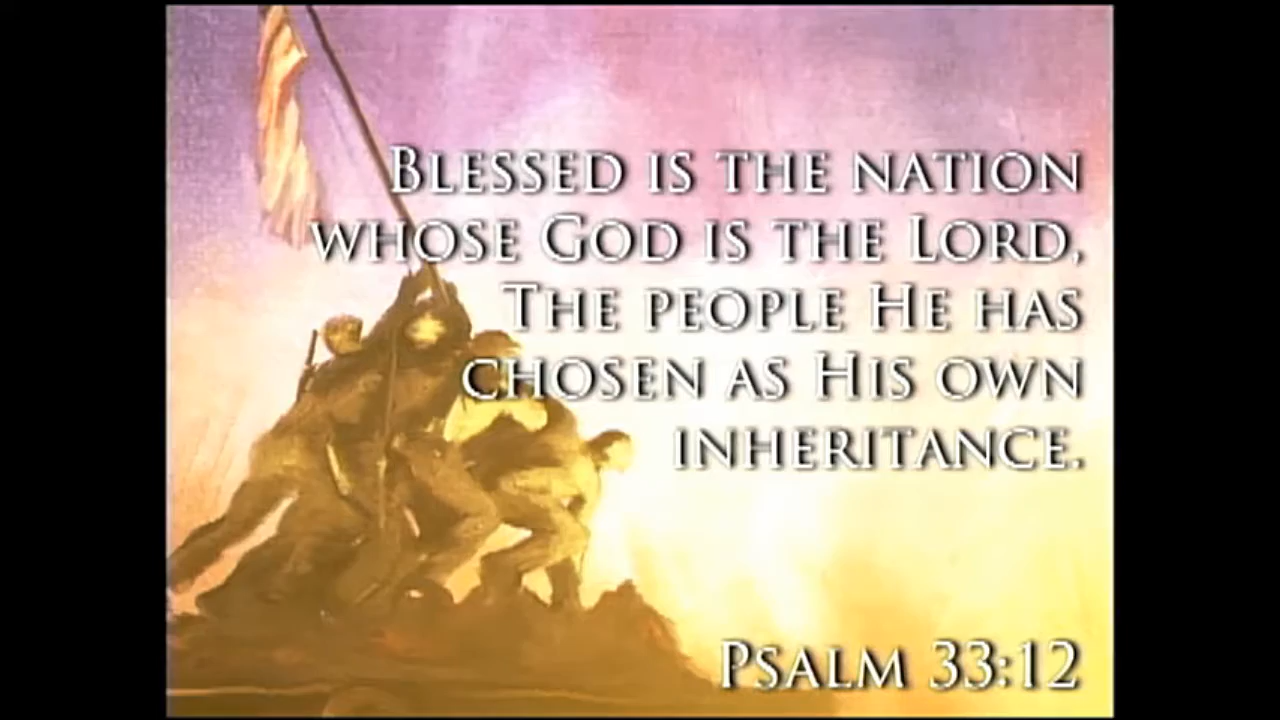 Blessed is the nation
whose God is the Lord,
The people He has
chosen as His own
inheritance.
Psalm 33:12